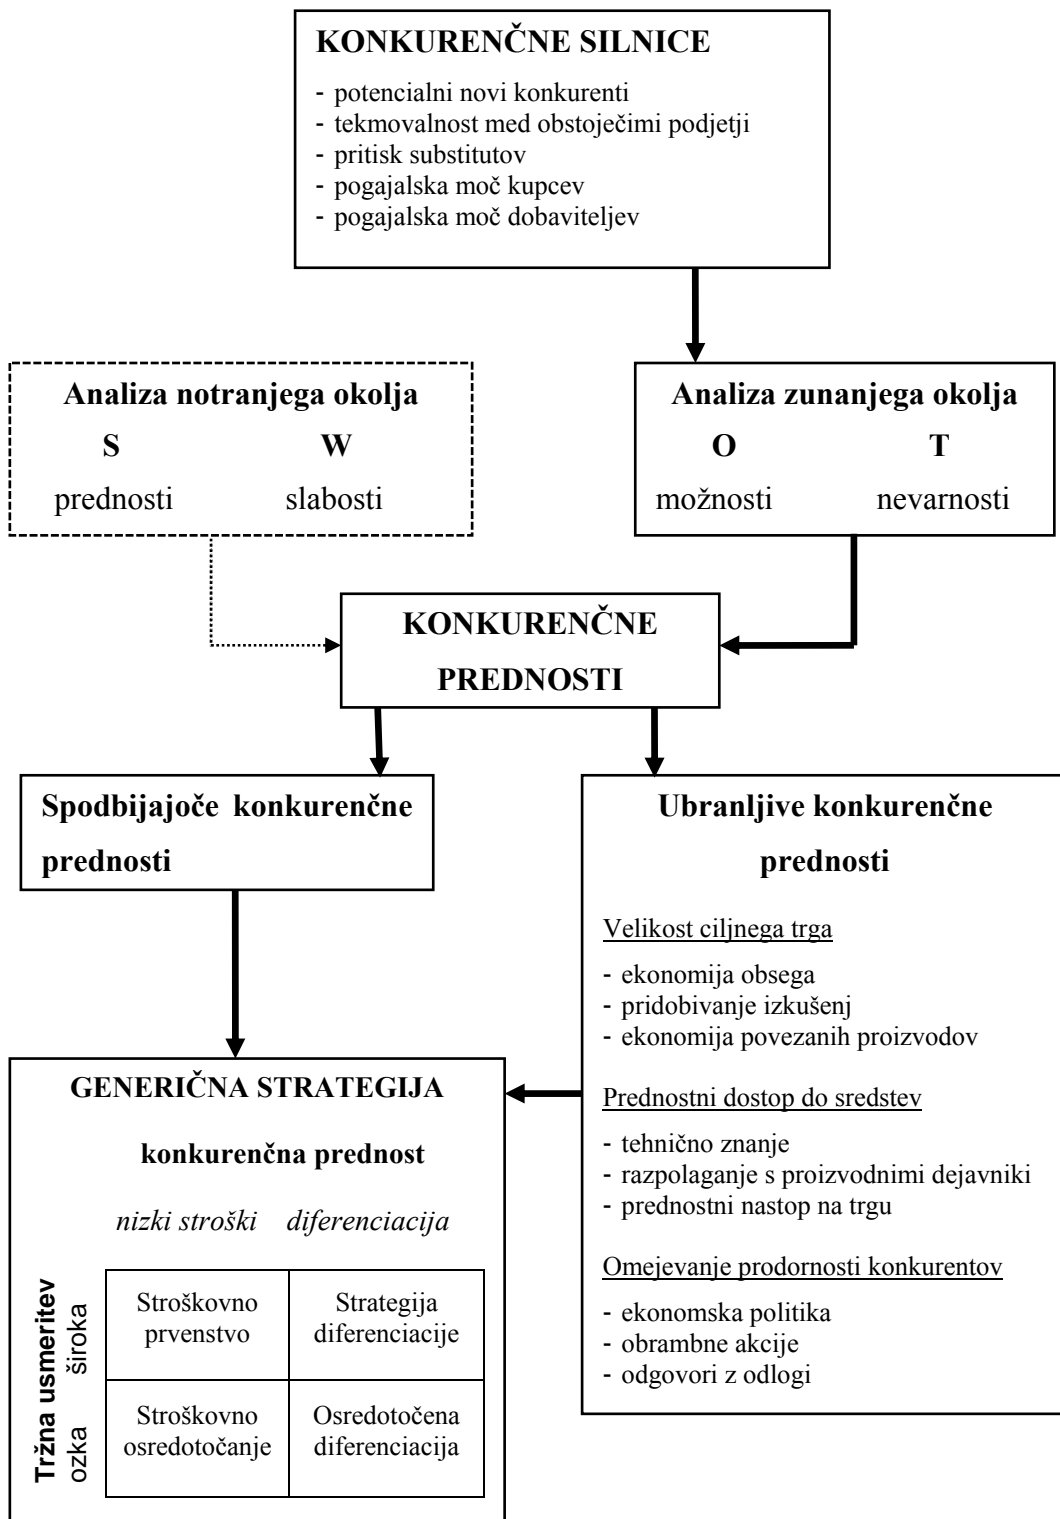 KONKURENČNE SILNICE
- potencialni novi konkurenti
- tekmovalnost med obstoječimi podjetji
- pritisk substitutov
- pogajalska moč kupcev
- pogajalska moč dobaviteljev
Analiza notranjega okolja
S W
prednosti slabosti
Analiza zunanjega okolja
O T
možnosti nevarnosti
KONKURENČNE
PREDNOSTI
Spodbijajoče konkurenčne
prednosti
Ubranljive konkurenčne
prednosti
Velikost ciljnega trga
- ekonomija obsega
- pridobivanje izkušenj
- ekonomija povezanih proizvodov
Prednostni dostop do sredstev
- tehnično znanje
- razpolaganje s proizvodnimi dejavniki
- prednostni nastop na trgu
Omejevanje prodornosti konkurentov
- ekonomska politika
- obrambne akcije
- odgovori z odlogi
GENERIČNA STRATEGIJA
konkurenčna prednost
nizki stroški diferenciacija
Tržna usmeritev
široka
Stroškovno
prvenstvo
Strategija
diferenciacije
ozka
Stroškovno
osredotočanje
Osredotočena
diferenciacija